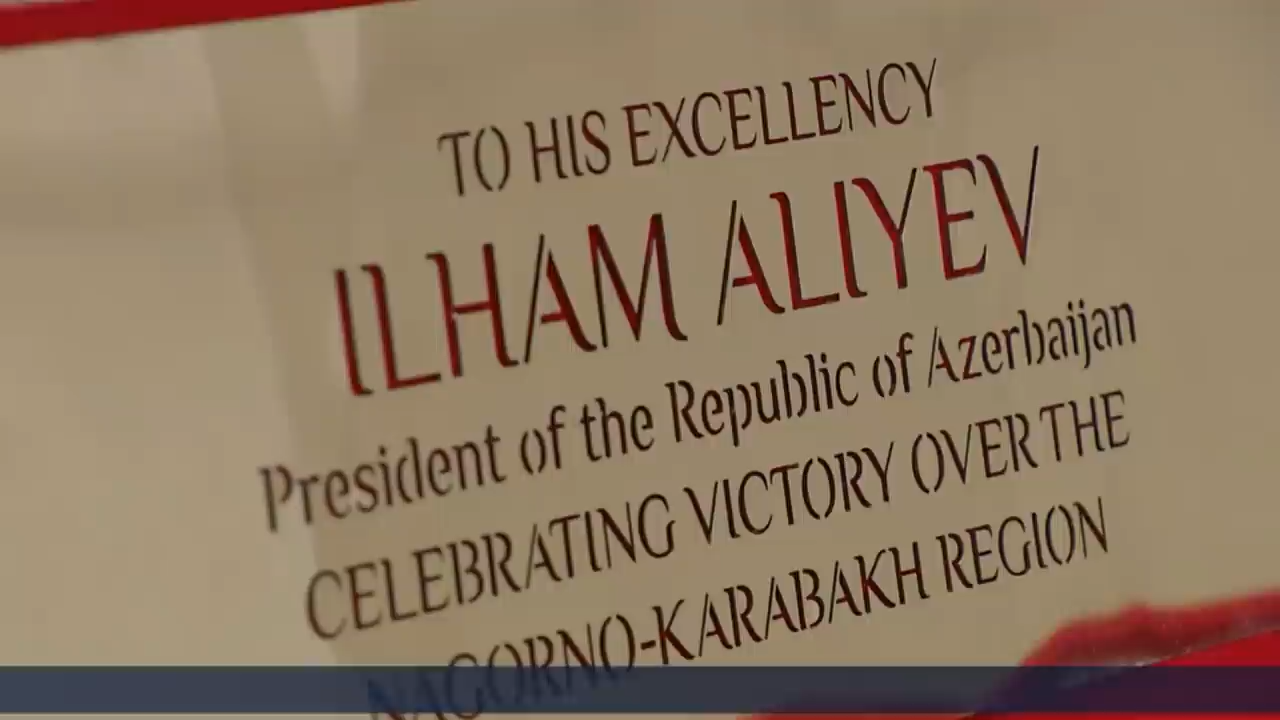 TO HIS EXCELLENCY
ILHAM ALIYEV
President of the Republic of Azerbaijan
CELEBRATING VICTORY OVER THE
NAGORNO-KARABAKH REGION